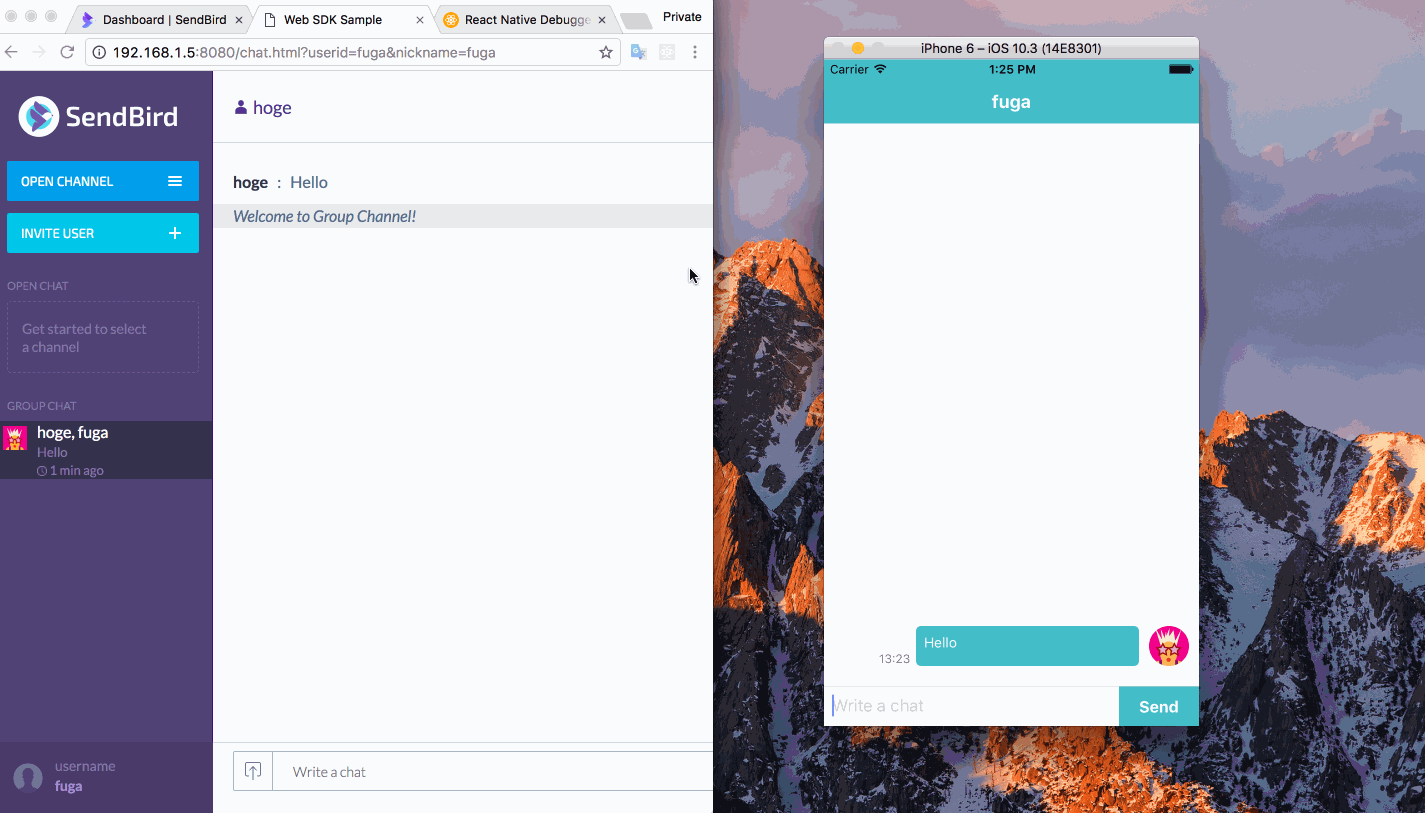 Dashboard | SendBird
Web SDK Sample
React Native Debugge
Private
192.168.1.5:8080/chat.html?userid=fuga&nickname=fuga
SendBird
OPEN CHANNEL
INVITE USER
OPEN CHAT
Get started to select
a channel
GROUP CHAT
hoge, fuga
Hello
1 min ago
username
fuga
hoge
hoge : Hello
Welcome to Group Channel!
Write a chat
iPhone 6 – iOS 10.3 (14E8301)
Carrier
1:25 PM
fuga
Hello
13:23
Write a chat
Send